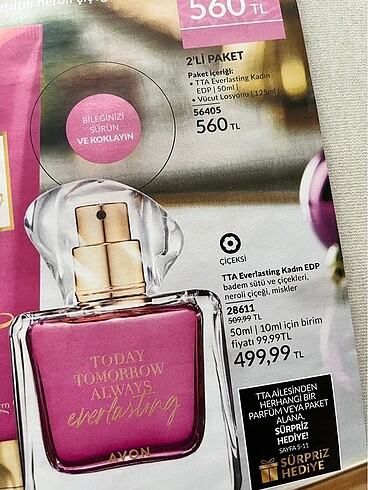 560 TL
2'Lİ PAKET
Paket içeriği:
• TTA Everlasting Kadın
EDP | 50ml |
• Vücut Losyonu | 125ml |
56405
560 TL
BİLEĞİNİZİ
SÜRÜN
VE KOKLAYIN
ÇİÇEKSİ
TTA Everlasting Kadın EDP
badem sütü ve çiçekleri,
neroli çiçeği, miskler
28611
509,99 TL
50ml | 10ml için birim
fiyatı 99,99TL
499,99 TL
TODAY
TOMORROW
ALWAYS
everlasting
AVON
TTA AİLESİNDEN
HERHANGİ BİR
PARFÜM VEYA PAKET
ALANA,
SÜRPRİZ
HEDİYE!
SAYFA 5-11
SÜRPRİZ
HEDİYE